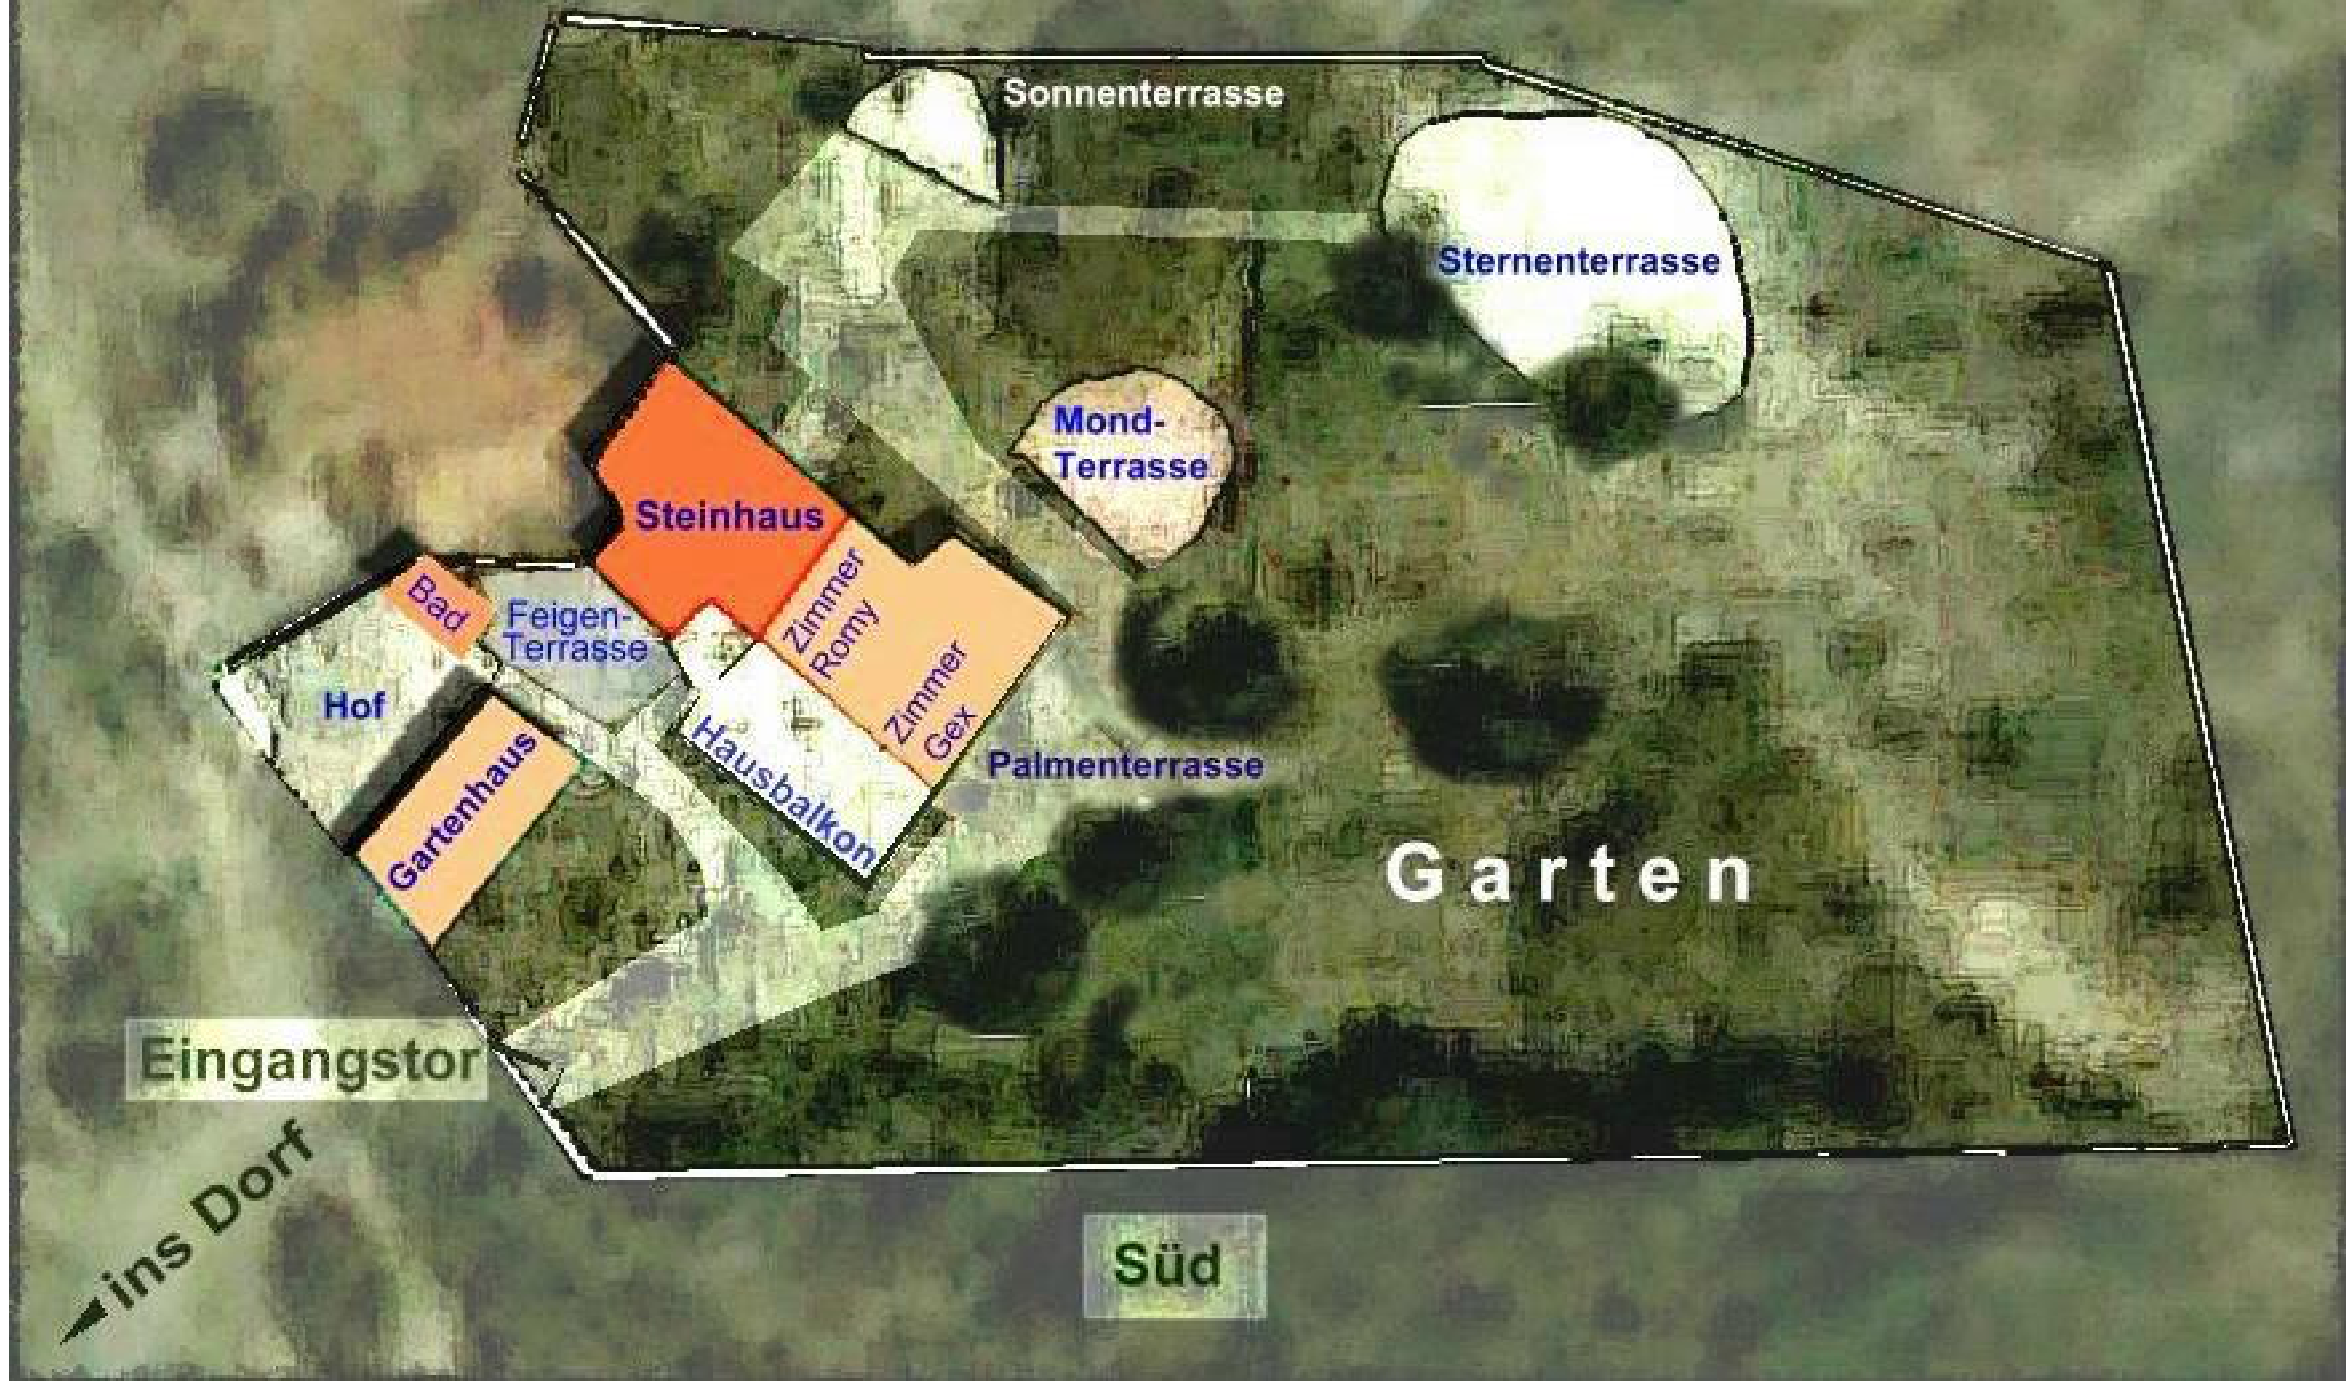 Sonnenterrasse
Sternenterrasse
Mond-
Terrasse
Steinhaus
Zimmer
Romy
Zimmer
Gex
Bad
Feigen-
Terrasse
Hof
Gartenhaus
Hausbalkon
Palmenterrasse
Garten
Eingangstor
ins Dorf
Süd